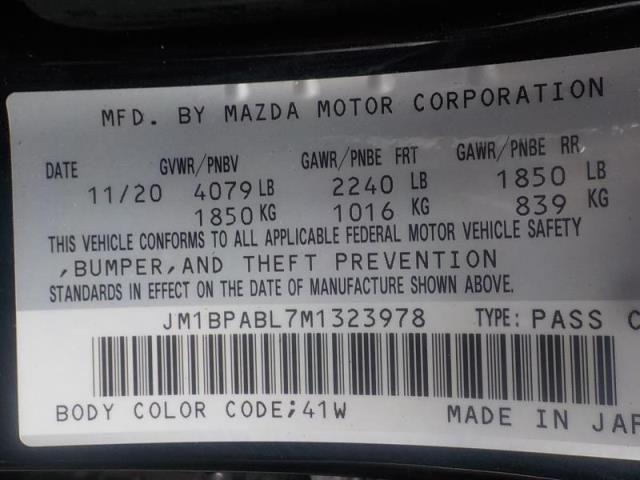 MFD. BY MAZDA MOTOR CORPORATION
DATE GVWR/PNBV GAWR/PNBE FRT GAWR/PNBE RR
11/20 4079 LB 2240 LB 1850 LB
1850 KG 1016 KG 839 KG
THIS VEHICLE CONFORMS TO ALL APPLICABLE FEDERAL MOTOR VEHICLE SAFETY
,BUMPER,AND THEFT PREVENTION
STANDARDS IN EFFECT ON THE DATE OF MANUFACTURE SHOWN ABOVE.
JM1BPABL7M1323978 TYPE: PASS C
BODY COLOR CODE;41W MADE IN JAP